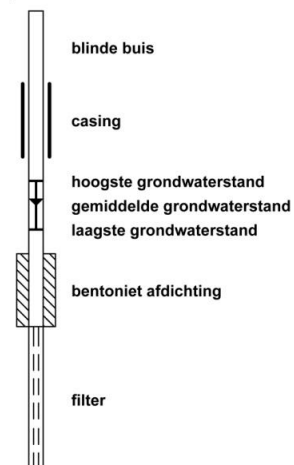 blinde buis
casing
hoogste grondwaterstand
gemiddelde grondwaterstand
laagste grondwaterstand
bentoniet afdichting
filter